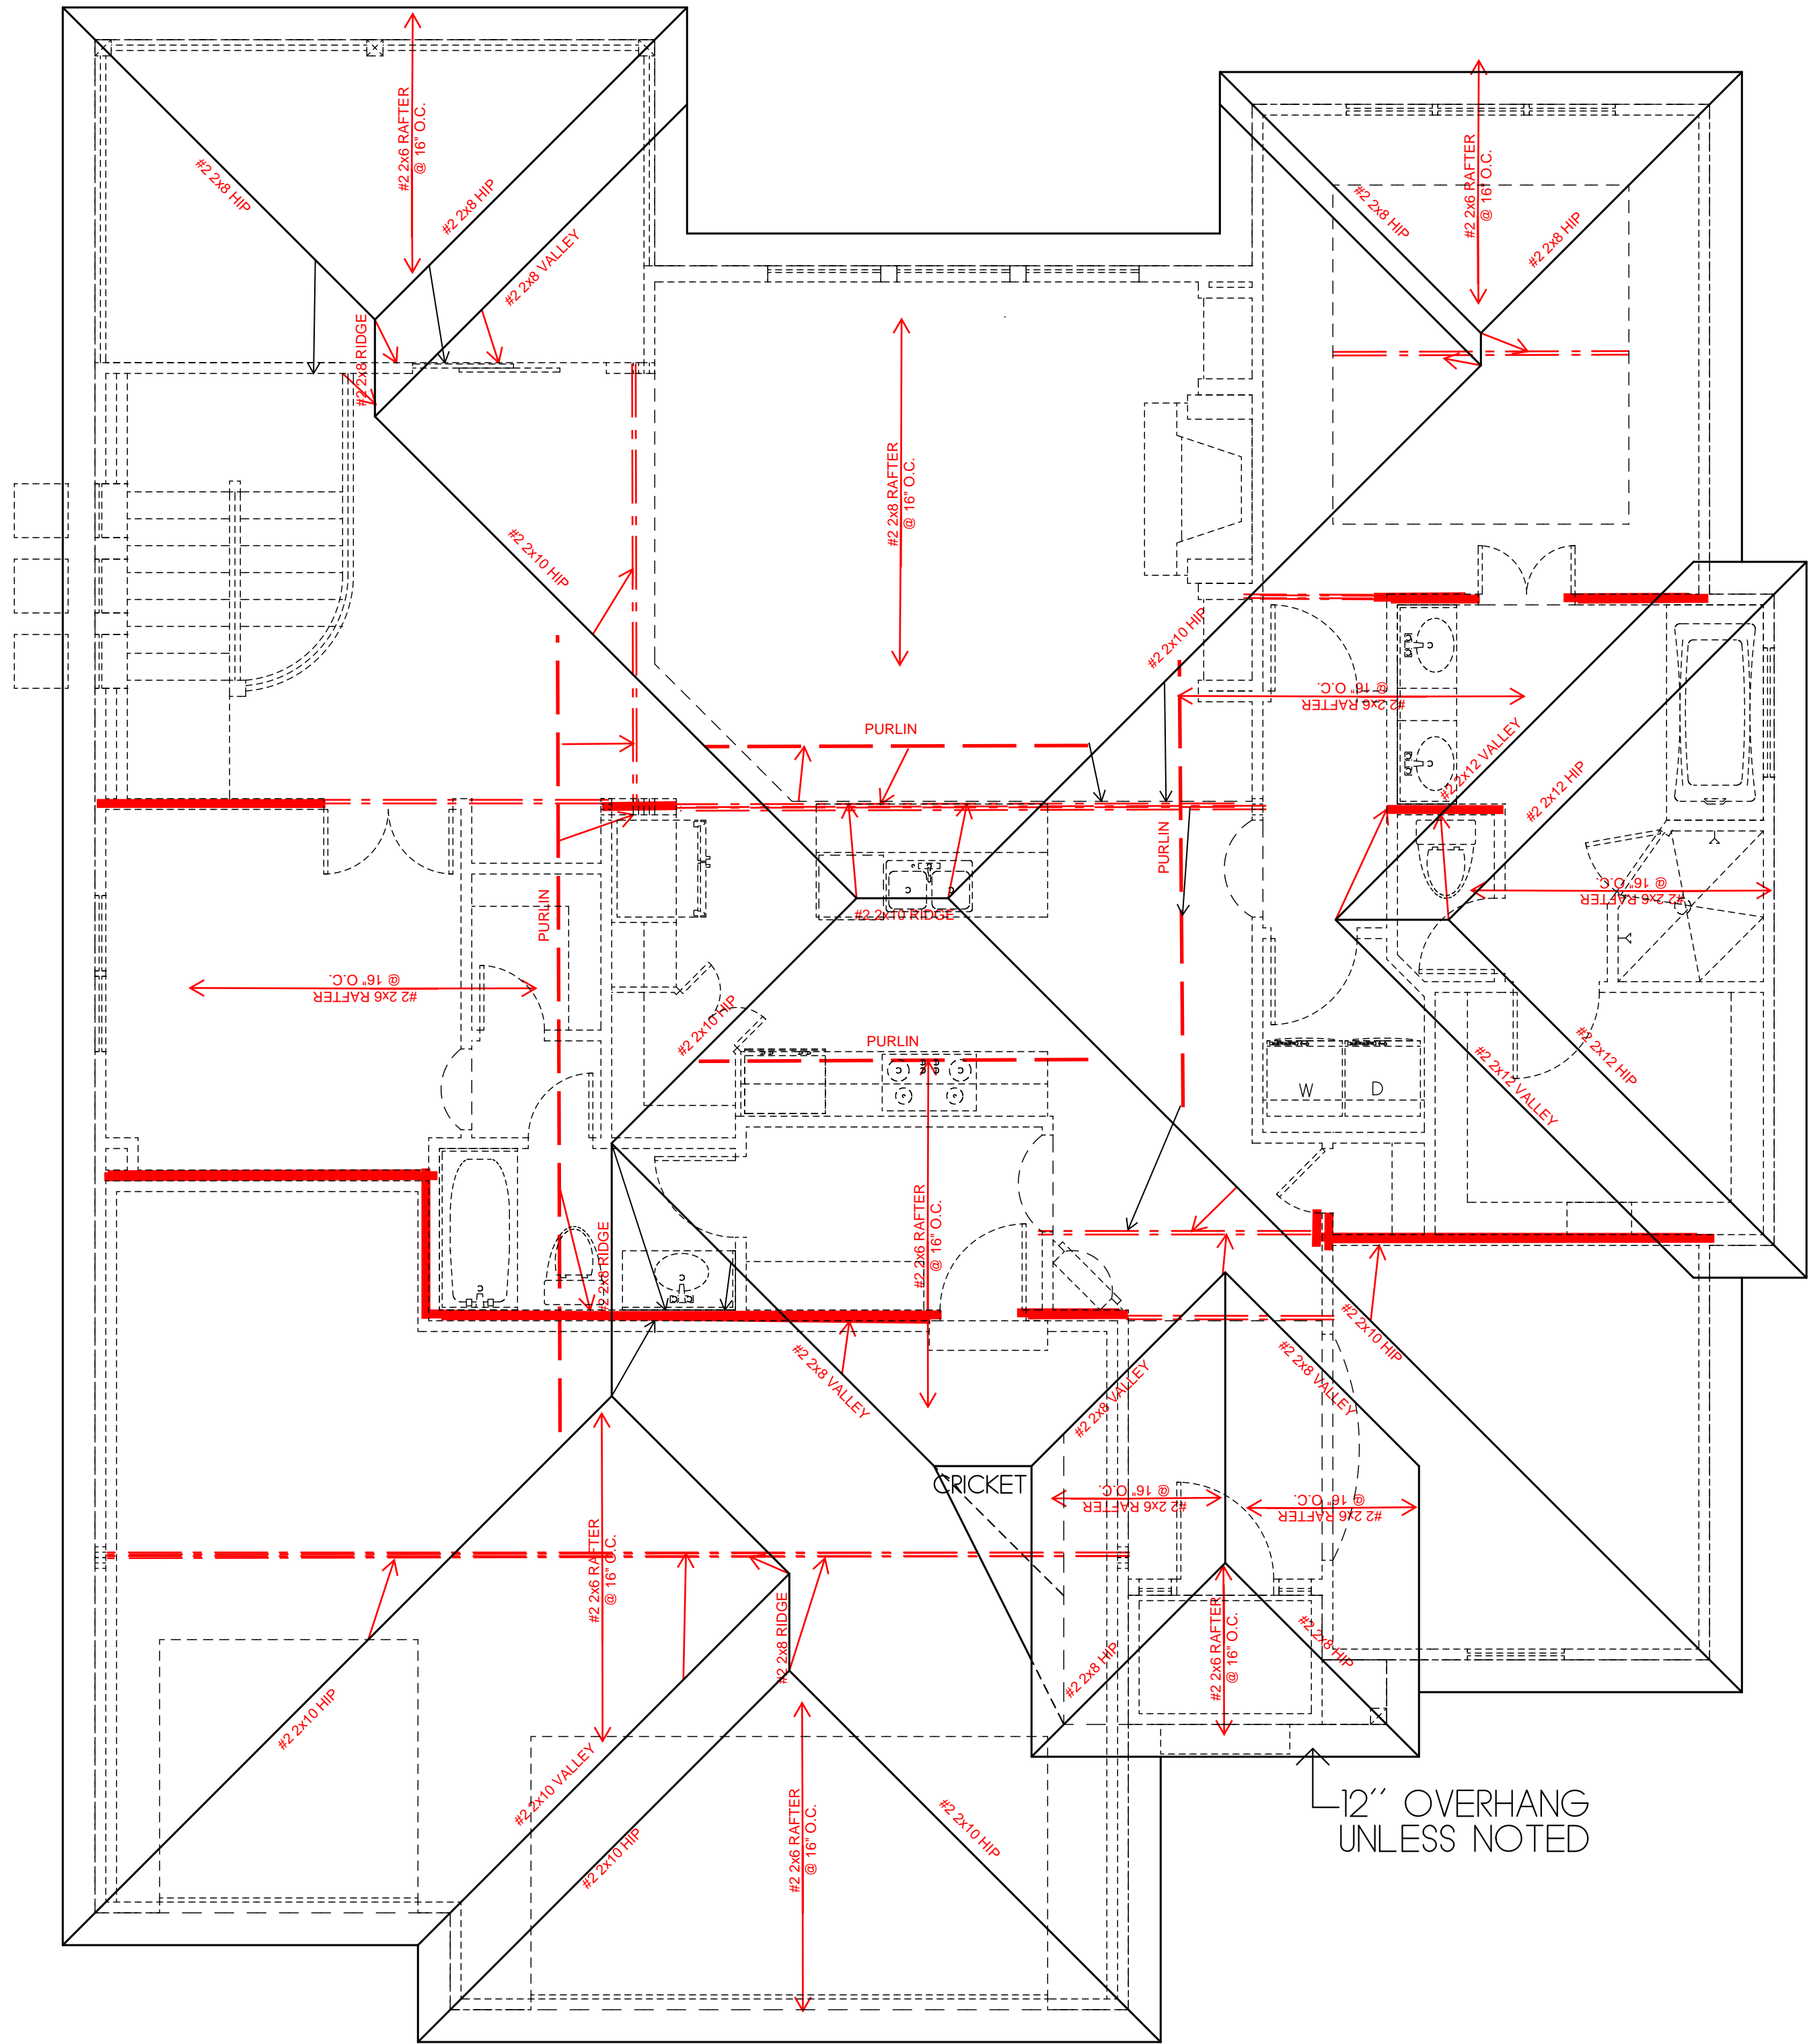 #2 2x6 RAFTER
@ 16" O.C.
#2 2x8 HIP
#2 2x8 HIP
#2 2x8 VALLEY
#2 2x8 RIDGE
#2 2x6 RAFTER
@ 16" O.C.
#2 2x8 HIP
#2 2x8 HIP
#2 2x8 RAFTER
@ 16" O.C.
#2 2x10 HIP
#2 2x10 HIP
#2 2x6 RAFTER
@ 16" O.C.
PURLIN
PURLIN
PURLIN
#2 2x12 VALLEY
#2 2x12 HIP
#2 2x6 RAFTER
@ 16" O.C.
#2 2x10 RIDGE
#2 2x6 RAFTER
@ 16" O.C.
#2 2x10 HIP
PURLIN
#2 2x12 VALLEY
#2 2x12 HIP
W
D
#2 2x6 RAFTER
@ 16" O.C.
#2 2x8 RIDGE
#2 2x8 VALLEY
#2 2x8 VALLEY
#2 2x8 VALLEY
#2 2x10 HIP
CRICKET
#2 2x6 RAFTER
@ 16" O.C.
#2 2x6 RAFTER
@ 16" O.C.
#2 2x6 RAFTER
@ 16" O.C.
#2 2x8 RIDGE
#2 2x8 HIP
#2 2x6 RAFTER
@ 16" O.C.
#2 2x8 HIP
#2 2x10 HIP
#2 2x10 VALLEY
#2 2x10 HIP
#2 2x6 RAFTER
@ 16" O.C.
#2 2x10 HIP
12'' OVERHANG
UNLESS NOTED